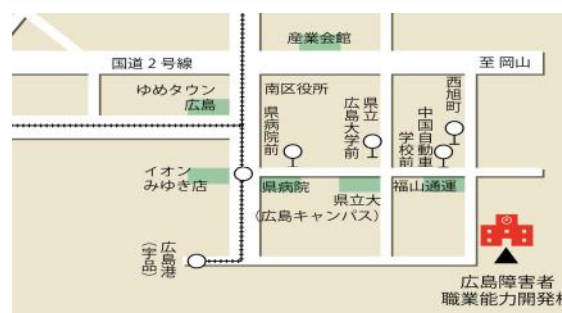 産業会館
国道2号線
至岡山
ゆめタウン
広島
南区役所
県病院前
県立
広島大学前
中国自動車
学校前
西旭町
イオン
みゆき店
県病院
県立大
(広島キャンパス)
福山通運
広島港
(宇品)
広島障害者
職業能力開発校